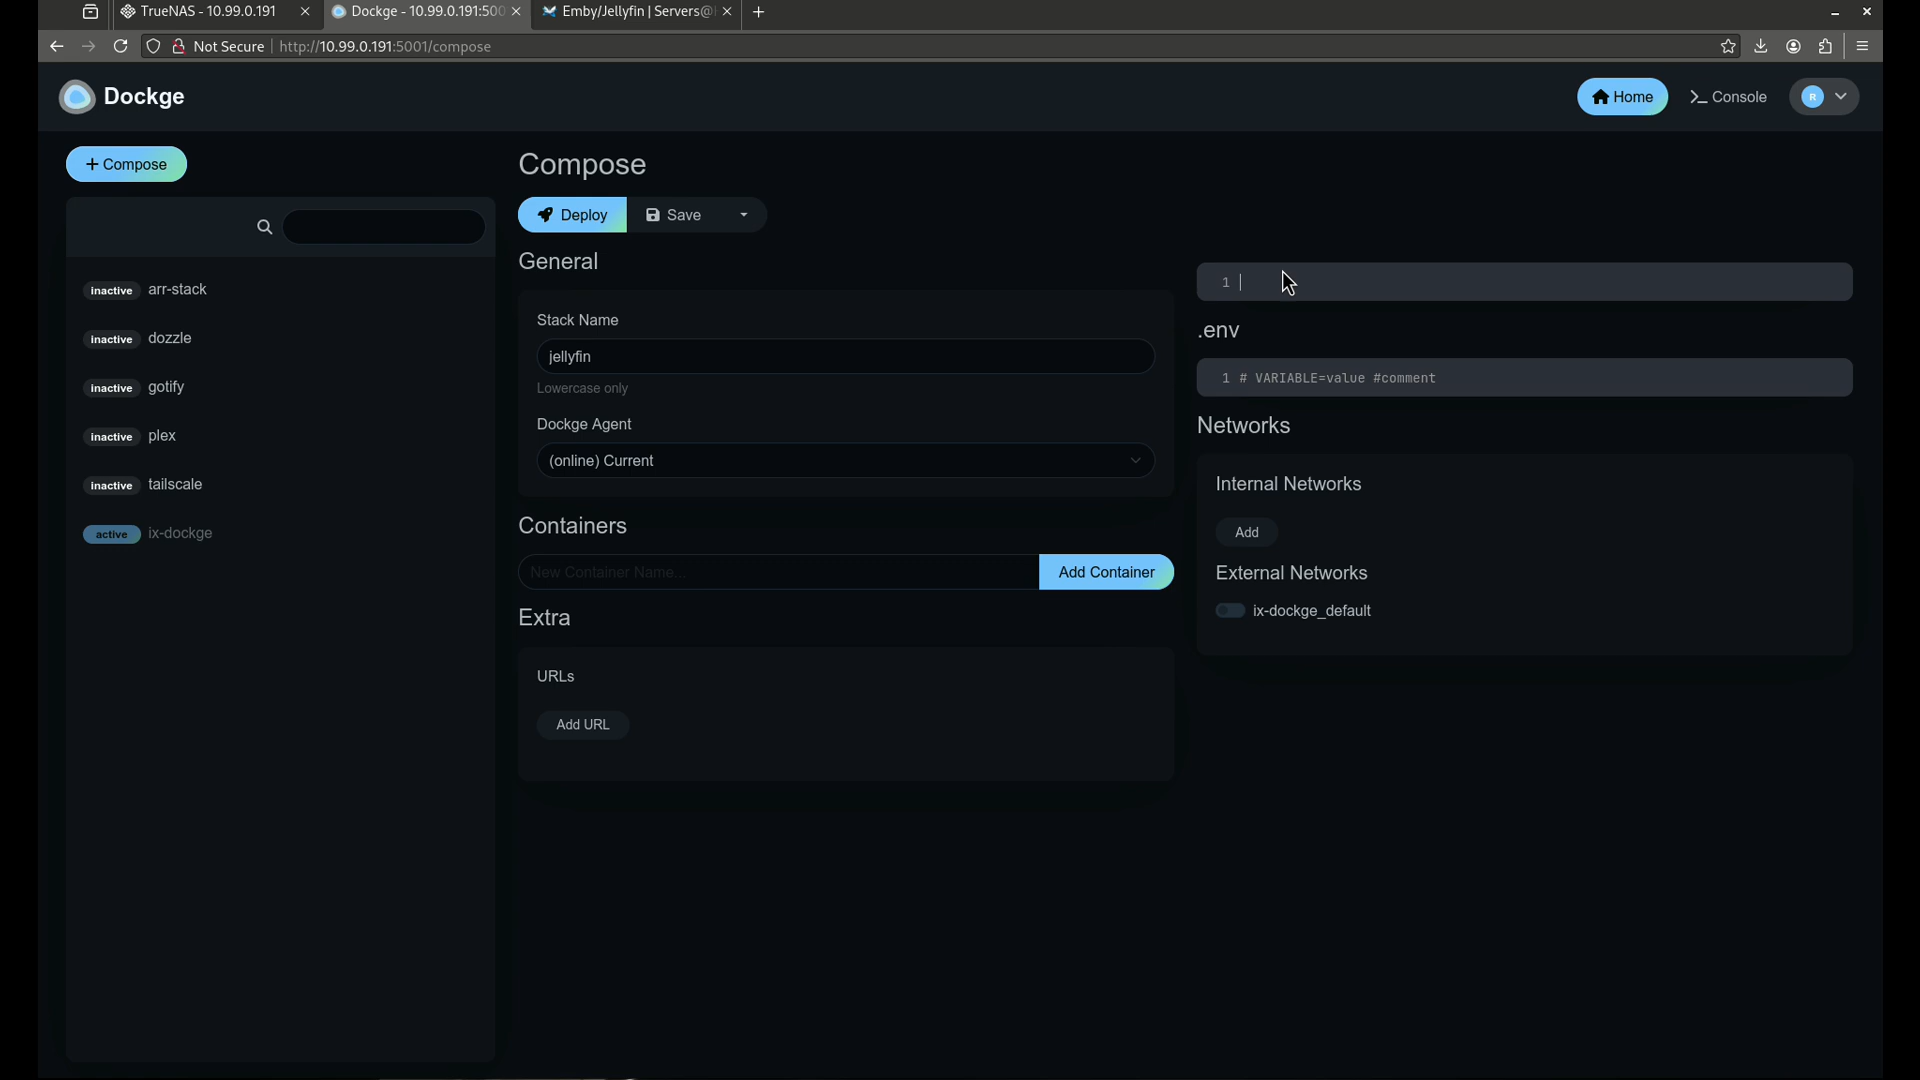 TrueNAS - 10.99.0.191
Dockge - 10.99.0.191:500
Emby/Jellyfin | Servers@
Not Secure
http://10.99.0.191:5001/compose
Dockge
Home
Console
R
+ Compose
inactive arr-stack
inactive dozzle
inactive gotify
inactive plex
inactive tailscale
active ix-dockge
Compose
Deploy
Save
General
Stack Name
jellyfin
Lowercase only
Dockge Agent
(online) Current
Containers
New Container Name...
Add Container
Extra
URLs
Add URL
1
.env
1 # VARIABLE=value #comment
Networks
Internal Networks
Add
External Networks
ix-dockge_default